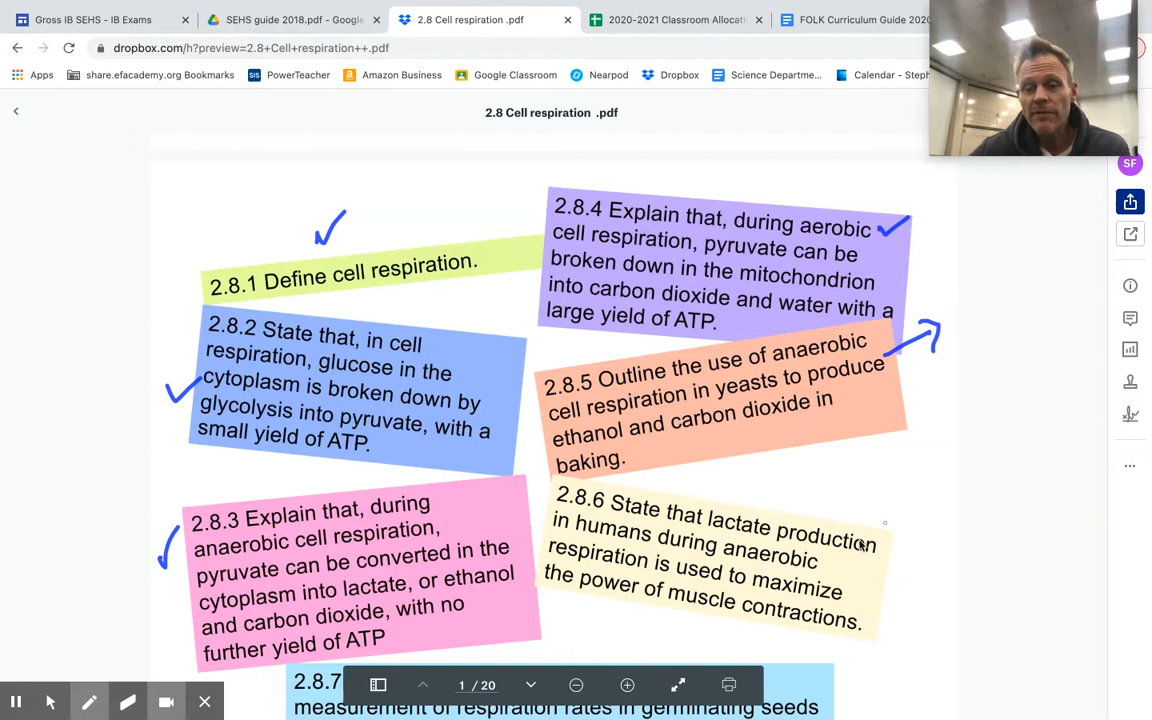 Gross IB SEHS - IB Exams
SEHS guide 2018.pdf - Google
2.8 Cell respiration .pdf
2020-2021 Classroom Allocati
FOLK Curriculum Guide 2020
dropbox.com/h?preview=2.8+Cell+respiration++.pdf
Apps
share.efacademy.org Bookmarks
SIS
PowerTeacher
Amazon Business
Google Classroom
Nearpod
Dropbox
Science Departme...
Calendar - Steph
2.8 Cell respiration .pdf
SF
2.8.1 Define cell respiration.
2.8.2 State that, in cell
respiration, glucose in the
cytoplasm is broken down by
glycolysis into pyruvate, with a
small yield of ATP.
2.8.3 Explain that, during
anaerobic cell respiration,
pyruvate can be converted in the
cytoplasm into lactate, or ethanol
and carbon dioxide, with no
further yield of ATP
2.8.4 Explain that, during aerobic
cell respiration, pyruvate can be
broken down in the mitochondrion
into carbon dioxide and water with a
large yield of ATP.
2.8.5 Outline the use of anaerobic
cell respiration in yeasts to produce
ethanol and carbon dioxide in
baking.
2.8.6 State that lactate production
in humans during anaerobic
respiration is used to maximize
the power of muscle contractions.
2.8.7
measurement of respiration rates in germinating seeds
1 / 20